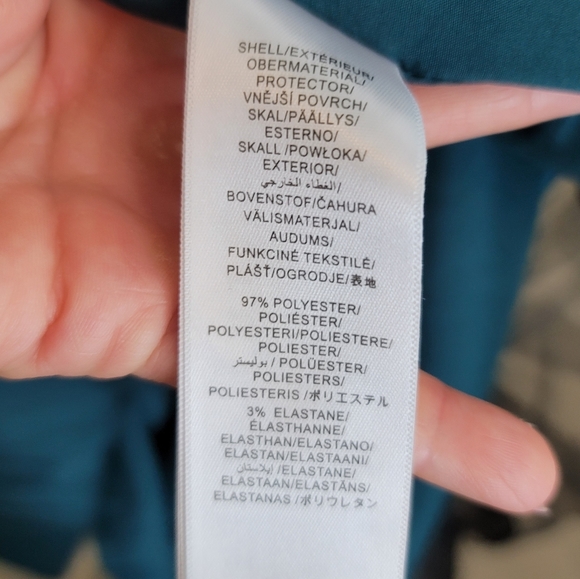 SHELL/EXTÉRIEUR/
OBERMATERIAL/
PROTECTOR/
VNĚJŠÍ POVRCH/
SKAL/PÄÄLLYS/
ESTERNO/
SKALL/POWŁOKA/
EXTERIOR/
الغطاء الخارجي/
BOVENSTOF/ČAHURA
VÄLISMATERJAL/
AUDUMS/
FUNKCINĖ TEKSTILĖ/
PLÁŠŤ/OGRODJE/表地
97% POLYESTER/
POLIÉSTER/
POLYESTERI/POLIESTERE/
POLIESTER/
بوليستر / POLÜESTER/
POLIESTERS/
POLIESTERIS /ポリエステル
3% ELASTANE/
ÉLASTHANNE/
ELASTHAN/ELASTANO/
ELASTAN/ELASTAANI/
إيلاستان /ELASTANE/
ELASTAAN/ELASTĀNS/
ELASTANAS /ポリウレタン